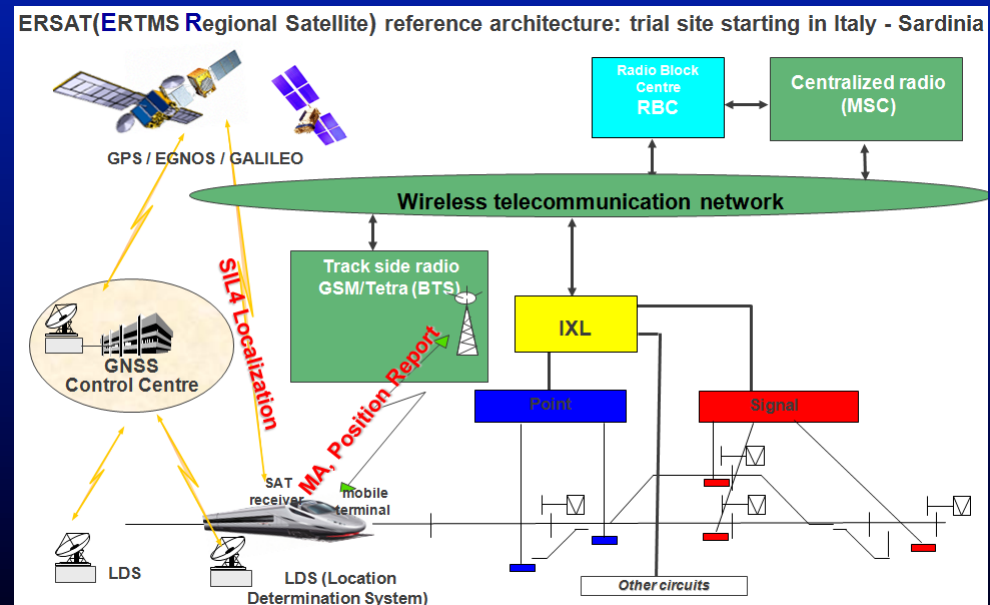 ERSAT(ERTMS Regional Satellite) reference architecture: trial site starting in Italy - Sardinia
Radio Block
Centre
RBC
Centralized radio
(MSC)
GPS / EGNOS / GALILEO
Wireless telecommunication network
Track side radio
GSM/Tetra (BTS)
SIL4 Localization
MA, Position Report
IXL
GNSS
Control Centre
Point
Signal
SAT
receiver
mobile
terminal
LDS
LDS (Location
Determination System)
Other circuits